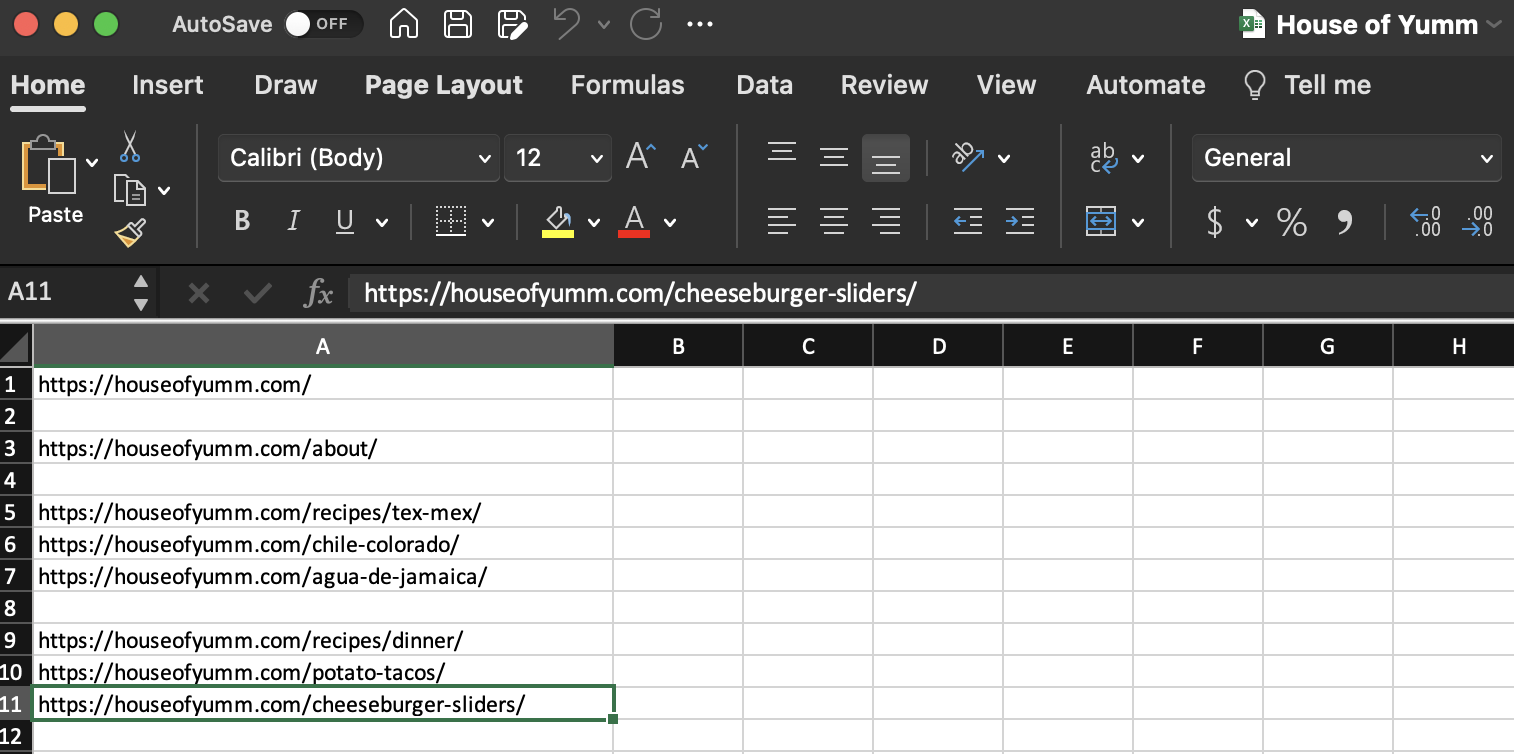 AutoSave OFF House of Yumm
Home Insert Draw Page Layout Formulas Data Review View Automate Tell me
Paste Calibri (Body) 12 A A ab c General
B I U A $ % , .0 .00 .00 .0
A11 fx https://houseofyumm.com/cheeseburger-sliders/
A B C D E F G H
1 https://houseofyumm.com/
2
3 https://houseofyumm.com/about/
4
5 https://houseofyumm.com/recipes/tex-mex/
6 https://houseofyumm.com/chile-colorado/
7 https://houseofyumm.com/agua-de-jamaica/
8
9 https://houseofyumm.com/recipes/dinner/
10 https://houseofyumm.com/potato-tacos/
11 https://houseofyumm.com/cheeseburger-sliders/
12